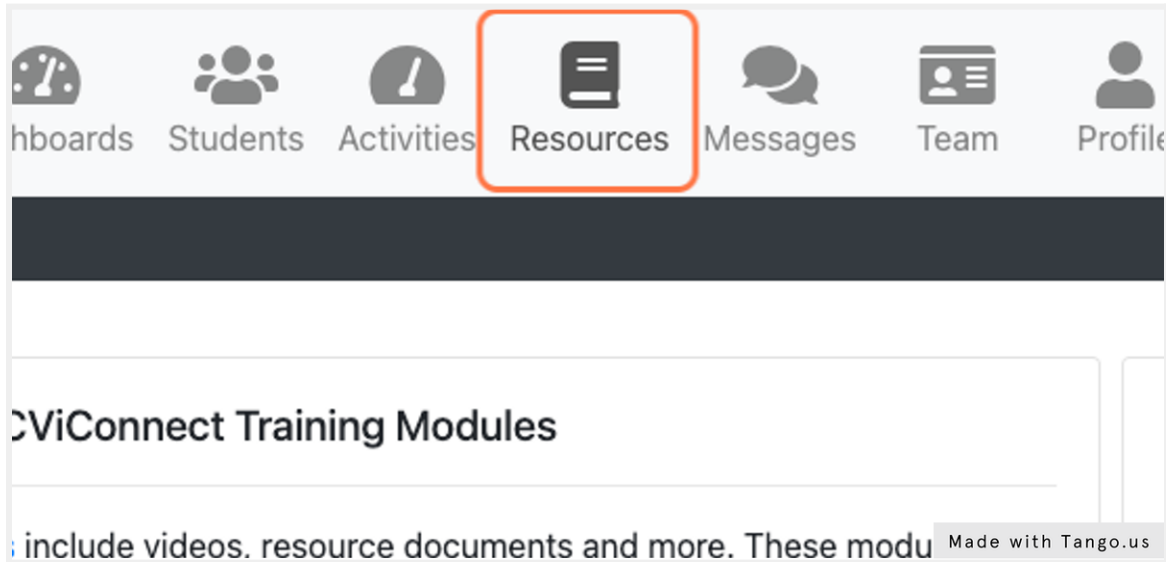 hboards Students Activities Resources Messages Team Profile
CViConnect Training Modules
s include videos, resource documents and more. These modu
Made with Tango.us